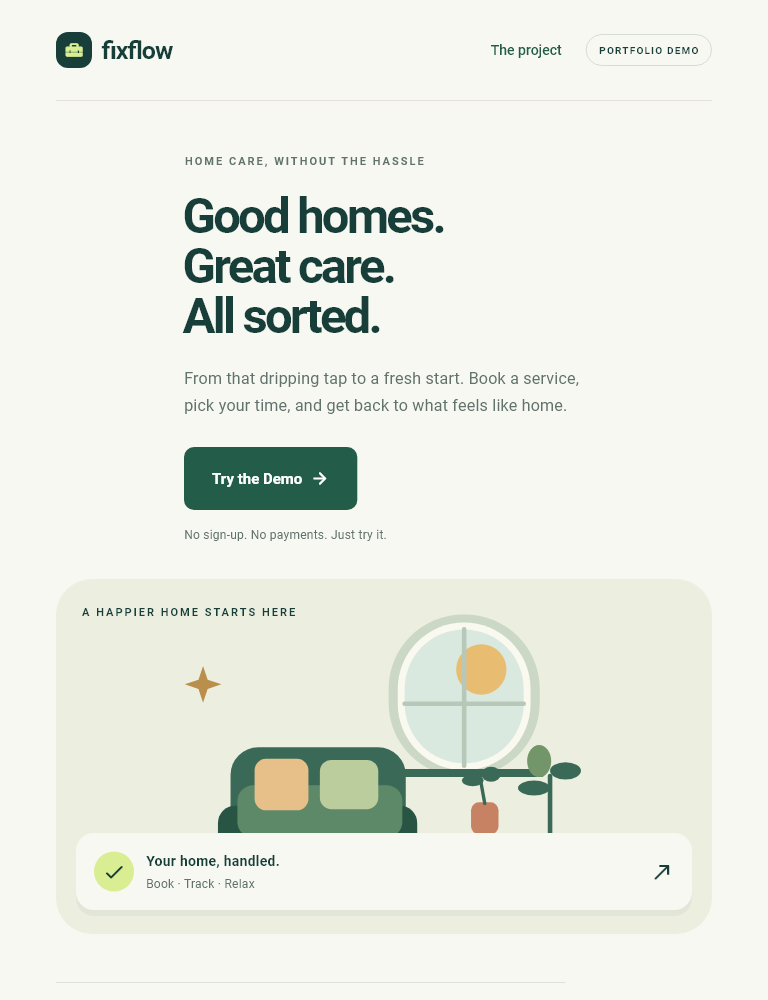 fixflow
The project
PORTFOLIO DEMO
HOME CARE, WITHOUT THE HASSLE
Good homes.
Great care.
All sorted.
From that dripping tap to a fresh start. Book a service,
pick your time, and get back to what feels like home.
Try the Demo
No sign-up. No payments. Just try it.
A HAPPIER HOME STARTS HERE
Your home, handled.
Book · Track · Relax